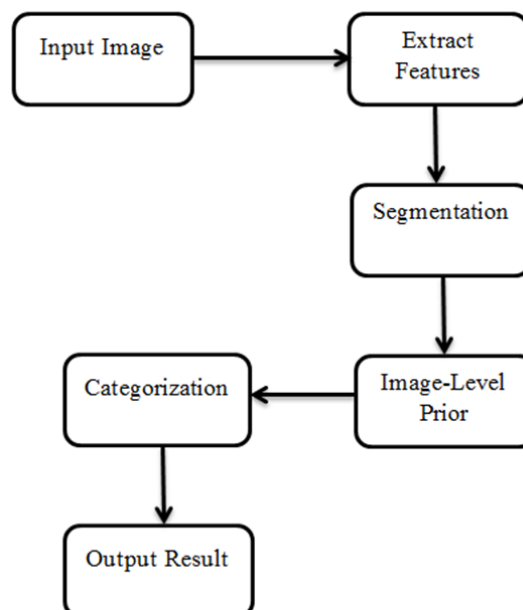 Input Image
Extract
Features
Segmentation
Image-Level
Prior
Categorization
Output Result